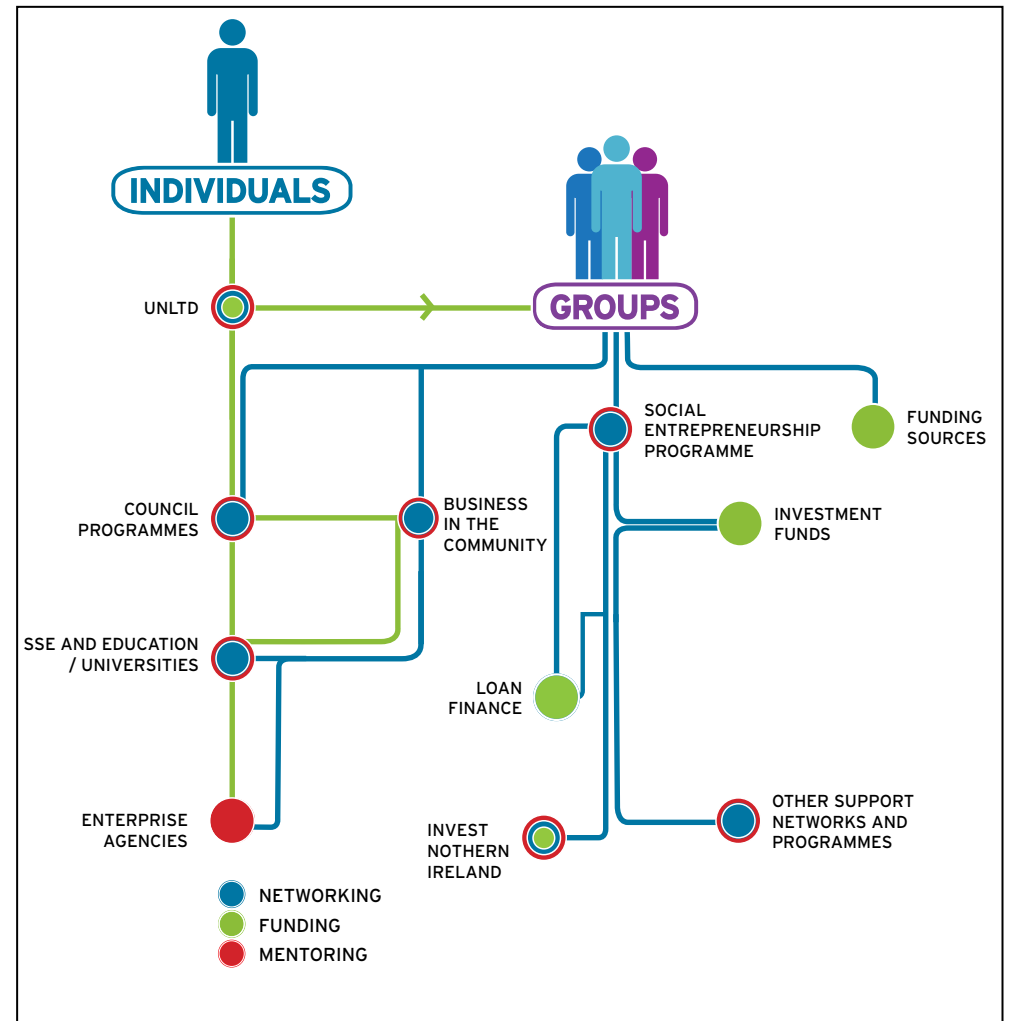 INDIVIDUALS
GROUPS
UNLTD
SOCIAL
ENTREPRENEURSHIP
PROGRAMME
FUNDING
SOURCES
COUNCIL
PROGRAMMES
BUSINESS
IN THE
COMMUNITY
INVESTMENT
FUNDS
SSE AND EDUCATION
/ UNIVERSITIES
LOAN
FINANCE
ENTERPRISE
AGENCIES
INVEST
NOTHERN
IRELAND
OTHER SUPPORT
NETWORKS AND
PROGRAMMES
NETWORKING
FUNDING
MENTORING